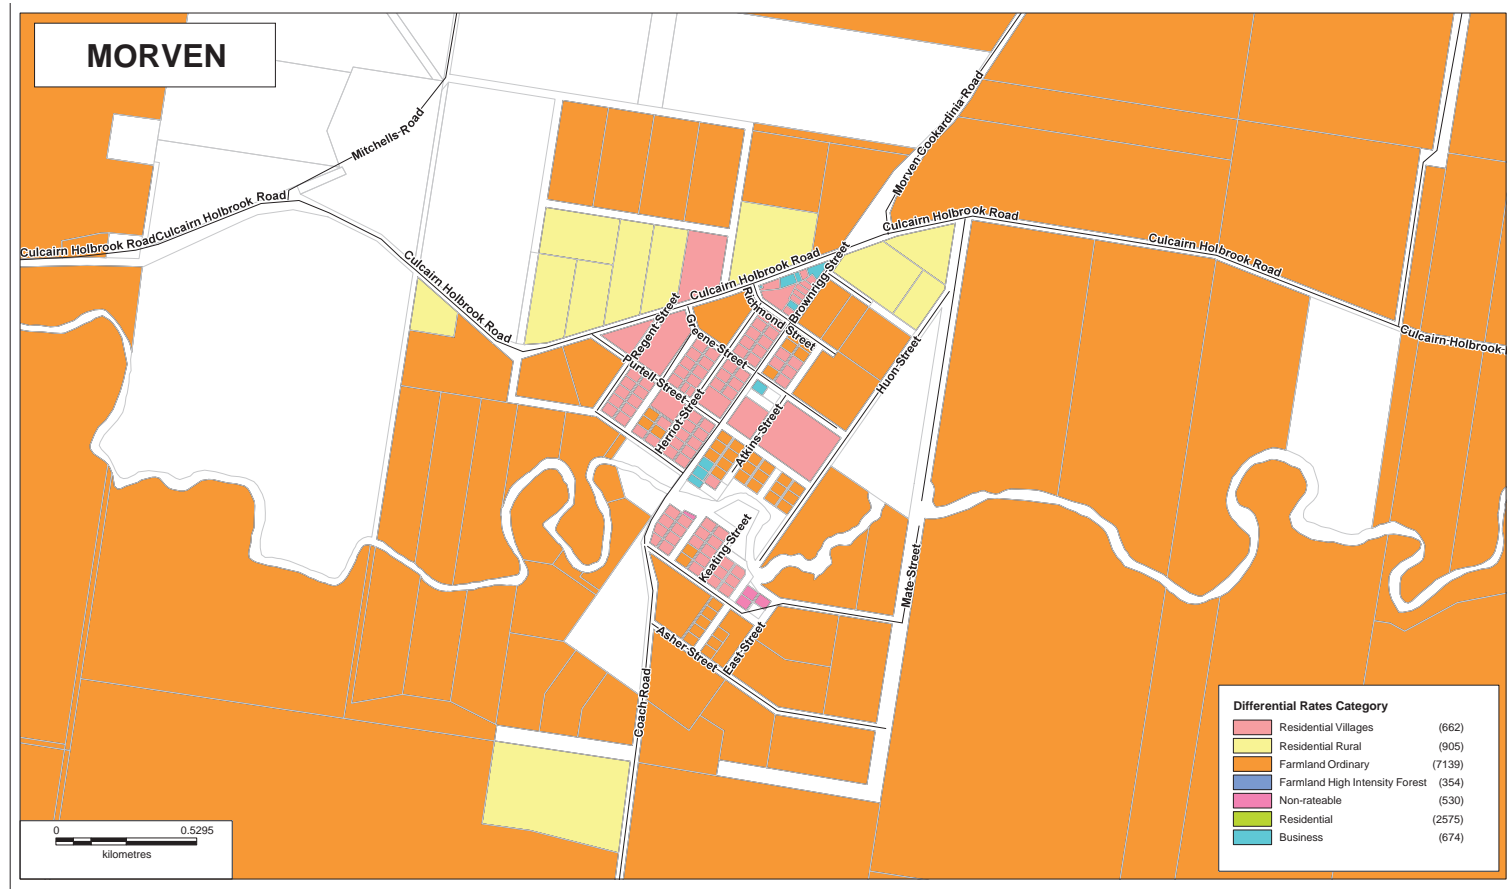 MORVEN
Mitchells Road
Morven Cookardinia Road
Culcairn Holbrook Road
Culcairn Holbrook Road
Culcairn Holbrook Road
Culcairn Holbrook Road
Culcairn Holbrook Road
Culcairn Holbrook Road
Culcairn Holbrook Road
Culcairn Holbrook
Brownrigg Street
Richmond Street
Regent Street
Greene Street
Purtell Street
Huon Street
Herriot Street
Atkins Street
Keating Street
Mate Street
Asher Street
East Street
Coach Road
Differential Rates Category
Residential Villages (662)
Residential Rural (905)
Farmland Ordinary (7139)
Farmland High Intensity Forest (354)
Non-rateable (530)
Residential (2575)
Business (674)
0 0.5295
kilometres